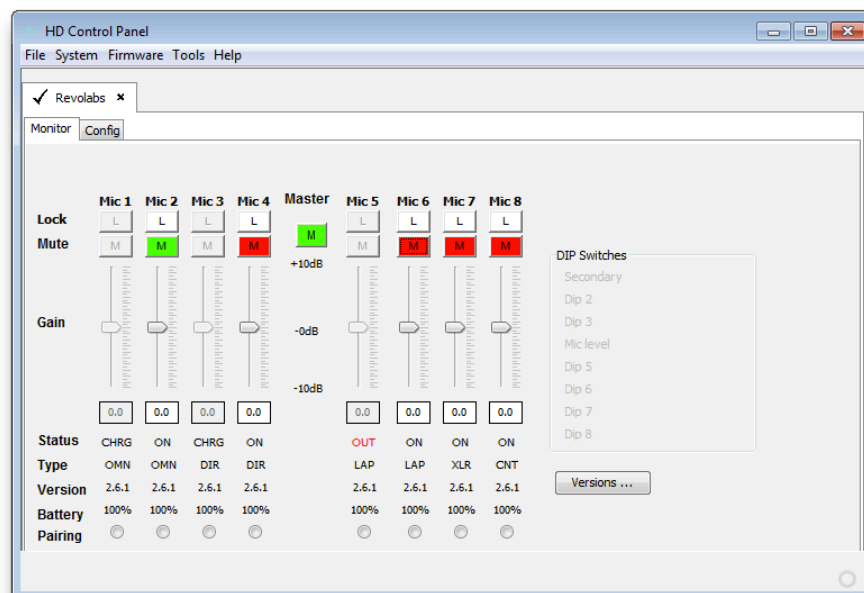 HD Control Panel
File System Firmware Tools Help
Revolabs
Monitor Config
Mic 1 Mic 2 Mic 3 Mic 4 Master Mic 5 Mic 6 Mic 7 Mic 8
Lock L L L L L L L L
Mute M M M M M M M M M
+10dB
Gain -0dB
-10dB
0.0 0.0 0.0 0.0 0.0 0.0 0.0 0.0
Status CHRG ON CHRG ON OUT ON ON ON
Type OMN OMN DIR DIR LAP LAP XLR CNT
Version 2.6.1 2.6.1 2.6.1 2.6.1 2.6.1 2.6.1 2.6.1 2.6.1
Battery 100% 100% 100% 100% 100% 100% 100% 100%
Pairing
DIP Switches
Secondary
Dip 2
Dip 3
Mic level
Dip 5
Dip 6
Dip 7
Dip 8
Versions ...